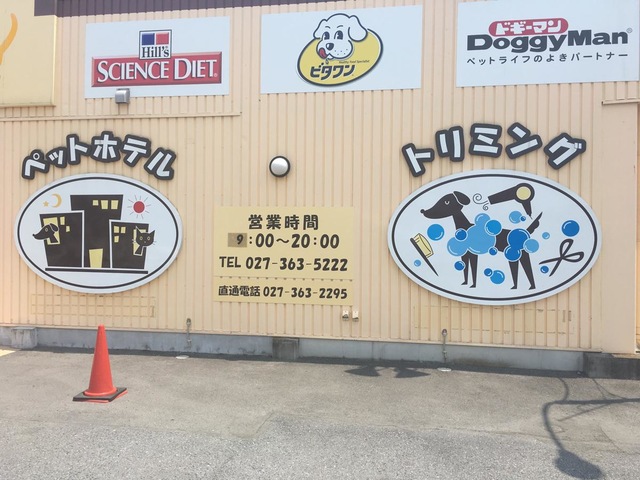 Hill's
SCIENCE DIET
ビタワン
ドギーマン
DoggyMan
ペットライフのよきパートナー
ペットホテル
トリミング
営業時間
9:00〜20:00
TEL 027-363-5222
直通電話 027-363-2295